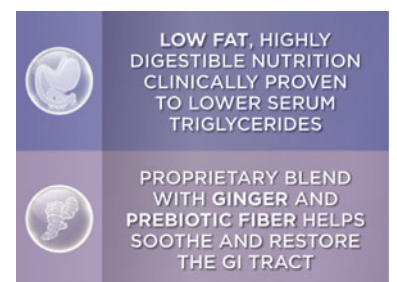 LOW FAT, HIGHLY
DIGESTIBLE NUTRITION
CLINICALLY PROVEN
TO LOWER SERUM
TRIGLYCERIDES
PROPRIETARY BLEND
WITH GINGER AND
PREBIOTIC FIBER HELPS
SOOTHE AND RESTORE
THE GI TRACT